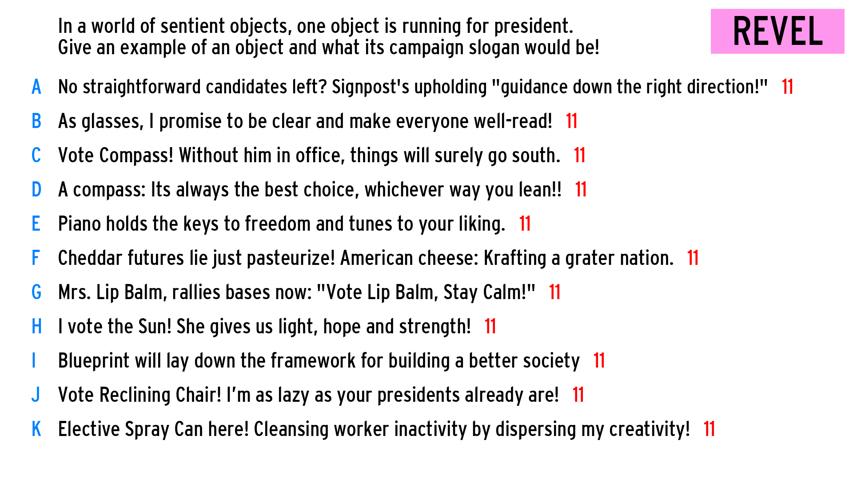 In a world of sentient objects, one object is running for president.
Give an example of an object and what its campaign slogan would be!
REVEL
A No straightforward candidates left? Signpost's upholding "guidance down the right direction!" 11
B As glasses, I promise to be clear and make everyone well-read! 11
C Vote Compass! Without him in office, things will surely go south. 11
D A compass: Its always the best choice, whichever way you lean!! 11
E Piano holds the keys to freedom and tunes to your liking. 11
F Cheddar futures lie just pasteurize! American cheese: Krafting a grater nation. 11
G Mrs. Lip Balm, rallies bases now: "Vote Lip Balm, Stay Calm!" 11
H I vote the Sun! She gives us light, hope and strength! 11
I Blueprint will lay down the framework for building a better society 11
J Vote Reclining Chair! I'm as lazy as your presidents already are! 11
K Elective Spray Can here! Cleansing worker inactivity by dispersing my creativity! 11